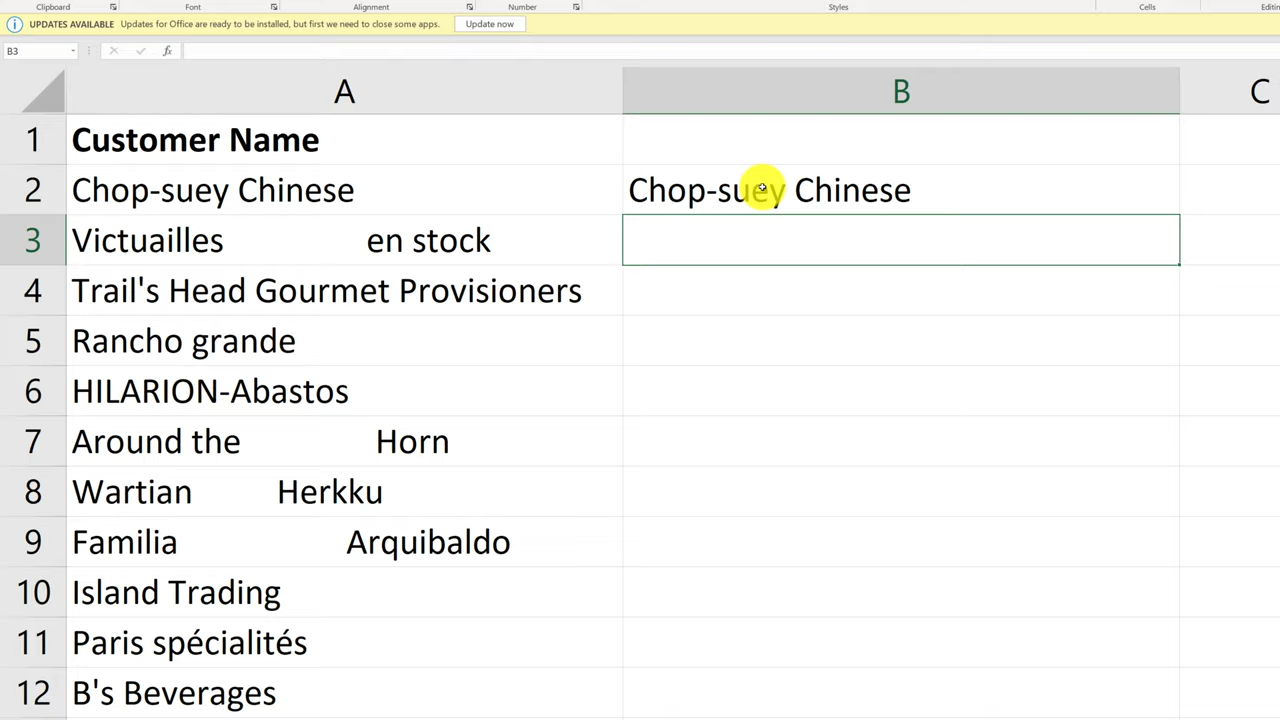 Clipboard Font Alignment Number Styles Cells
UPDATES AVAILABLE Updates for Office are ready to be installed, but first we need to close some apps. Update now
B3 fx
A B C
1 Customer Name
2 Chop-suey Chinese Chop-suey Chinese
3 Victuailles en stock
4 Trail's Head Gourmet Provisioners
5 Rancho grande
6 HILARION-Abastos
7 Around the Horn
8 Wartian Herkku
9 Familia Arquibaldo
10 Island Trading
11 Paris spécialités
12 B's Beverages